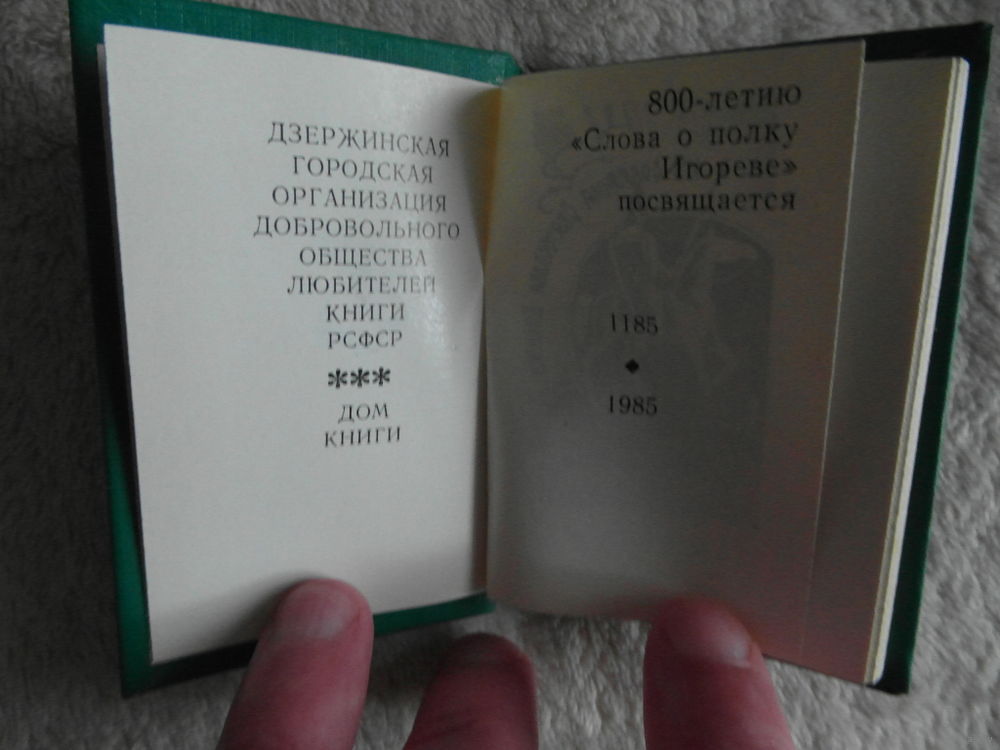 ДЗЕРЖИНСКАЯ
ГОРОДСКАЯ
ОРГАНИЗАЦИЯ
ДОБРОВОЛЬНОГО
ОБЩЕСТВА
ЛЮБИТЕЛЕЙ
КНИГИ
РСФСР
***
ДОМ
КНИГИ
800-летию
«Слова о полку
Игореве»
посвящается
1185
◆
1985